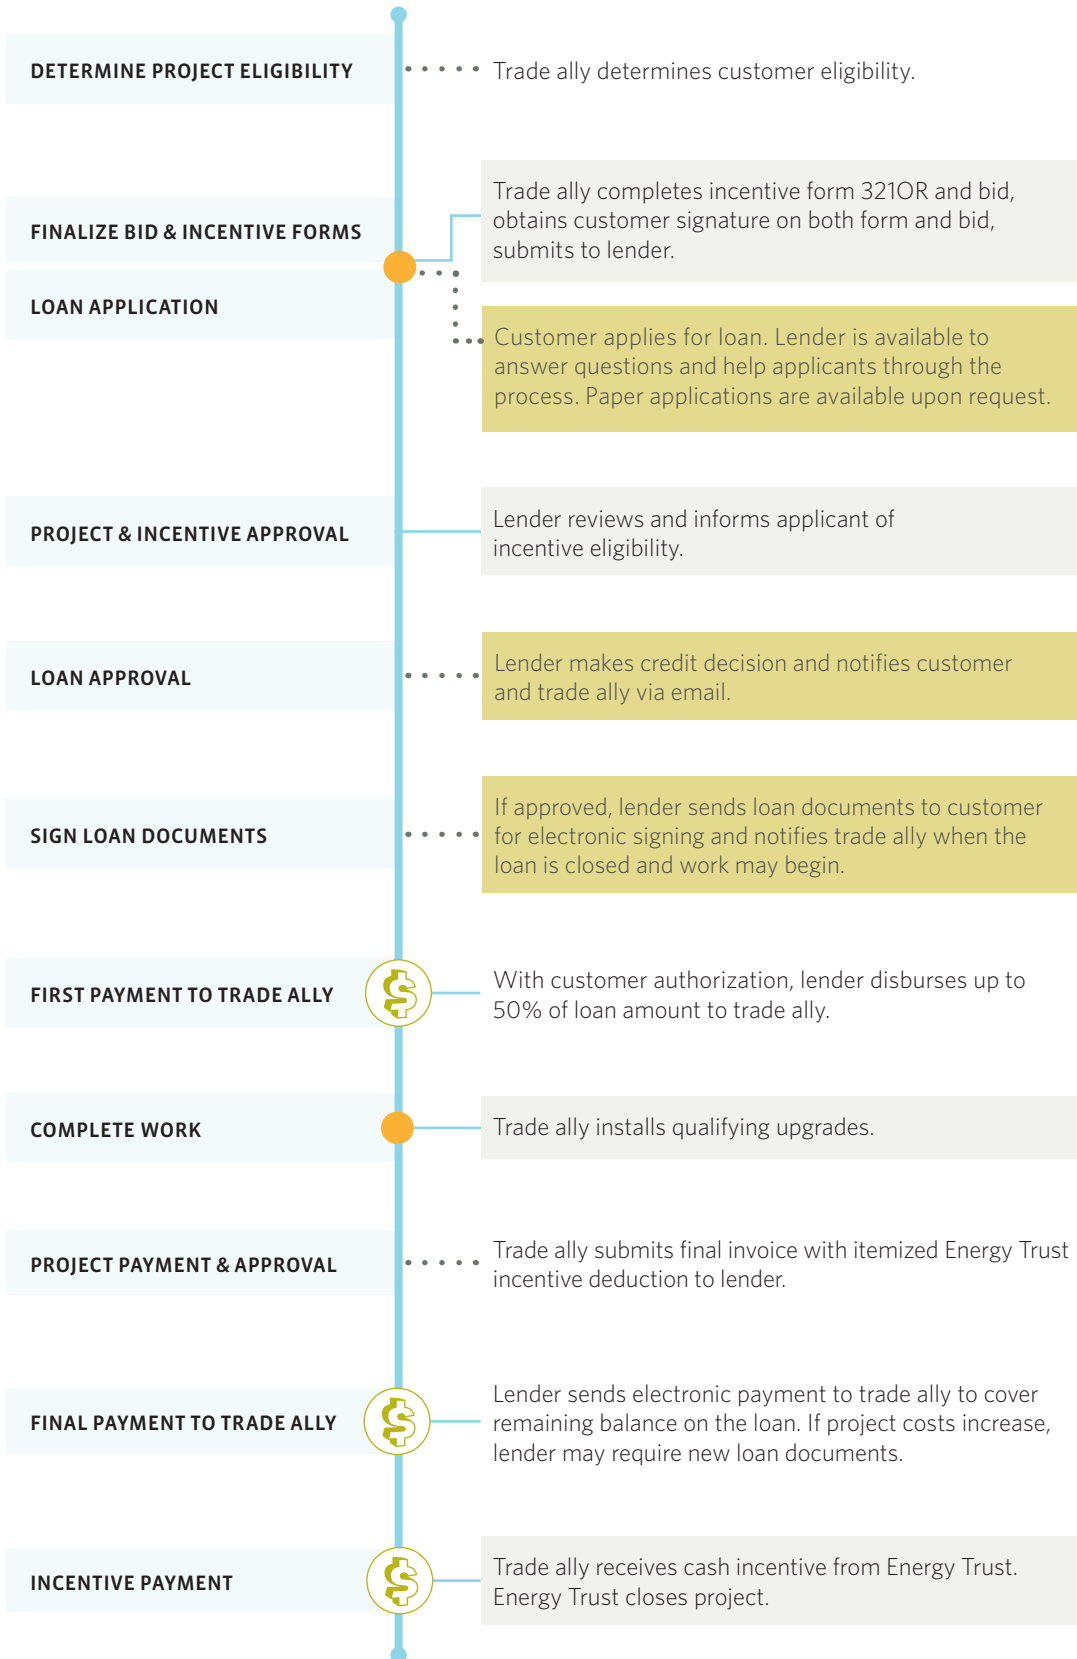 DETERMINE PROJECT ELIGIBILITY
Trade ally determines customer eligibility.
FINALIZE BID & INCENTIVE FORMS
Trade ally completes incentive form 321OR and bid,
obtains customer signature on both form and bid,
submits to lender.
LOAN APPLICATION
Customer applies for loan. Lender is available to
answer questions and help applicants through the
process. Paper applications are available upon request.
PROJECT & INCENTIVE APPROVAL
Lender reviews and informs applicant of
incentive eligibility.
LOAN APPROVAL
Lender makes credit decision and notifies customer
and trade ally via email.
SIGN LOAN DOCUMENTS
If approved, lender sends loan documents to customer
for electronic signing and notifies trade ally when the
loan is closed and work may begin.
FIRST PAYMENT TO TRADE ALLY
With customer authorization, lender disburses up to
50% of loan amount to trade ally.
COMPLETE WORK
Trade ally installs qualifying upgrades.
PROJECT PAYMENT & APPROVAL
Trade ally submits final invoice with itemized Energy Trust
incentive deduction to lender.
FINAL PAYMENT TO TRADE ALLY
Lender sends electronic payment to trade ally to cover
remaining balance on the loan. If project costs increase,
lender may require new loan documents.
INCENTIVE PAYMENT
Trade ally receives cash incentive from Energy Trust.
Energy Trust closes project.